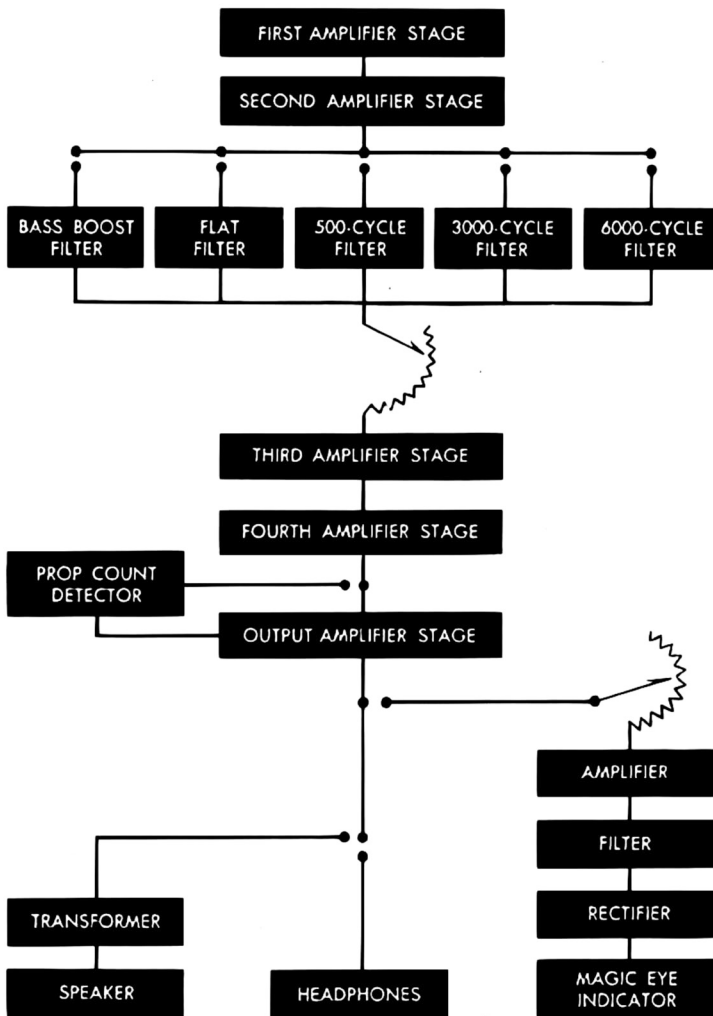 FIRST AMPLIFIER STAGE
SECOND AMPLIFIER STAGE
BASS BOOST
FILTER
FLAT
FILTER
500-CYCLE
FILTER
3000-CYCLE
FILTER
6000-CYCLE
FILTER
THIRD AMPLIFIER STAGE
FOURTH AMPLIFIER STAGE
PROP COUNT
DETECTOR
OUTPUT AMPLIFIER STAGE
AMPLIFIER
FILTER
RECTIFIER
MAGIC EYE
INDICATOR
TRANSFORMER
SPEAKER
HEADPHONES